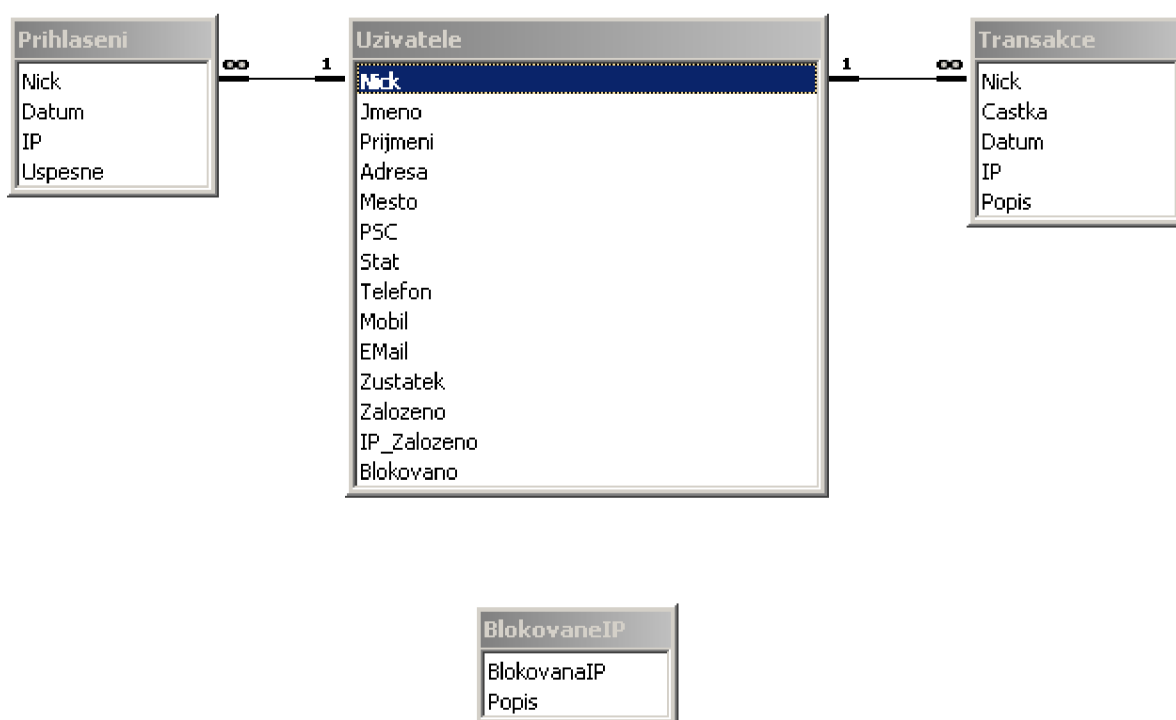 Prihlaseni
Nick
Datum
IP
Uspesne
∞ 1
Uzivatele
Nick
Jmeno
Prijmeni
Adresa
Mesto
PSC
Stat
Telefon
Mobil
EMail
Zustatek
Zalozeno
IP_Zalozeno
Blokovano
1 ∞
Transakce
Nick
Castka
Datum
IP
Popis
BlokovaneIP
BlokovanaIP
Popis